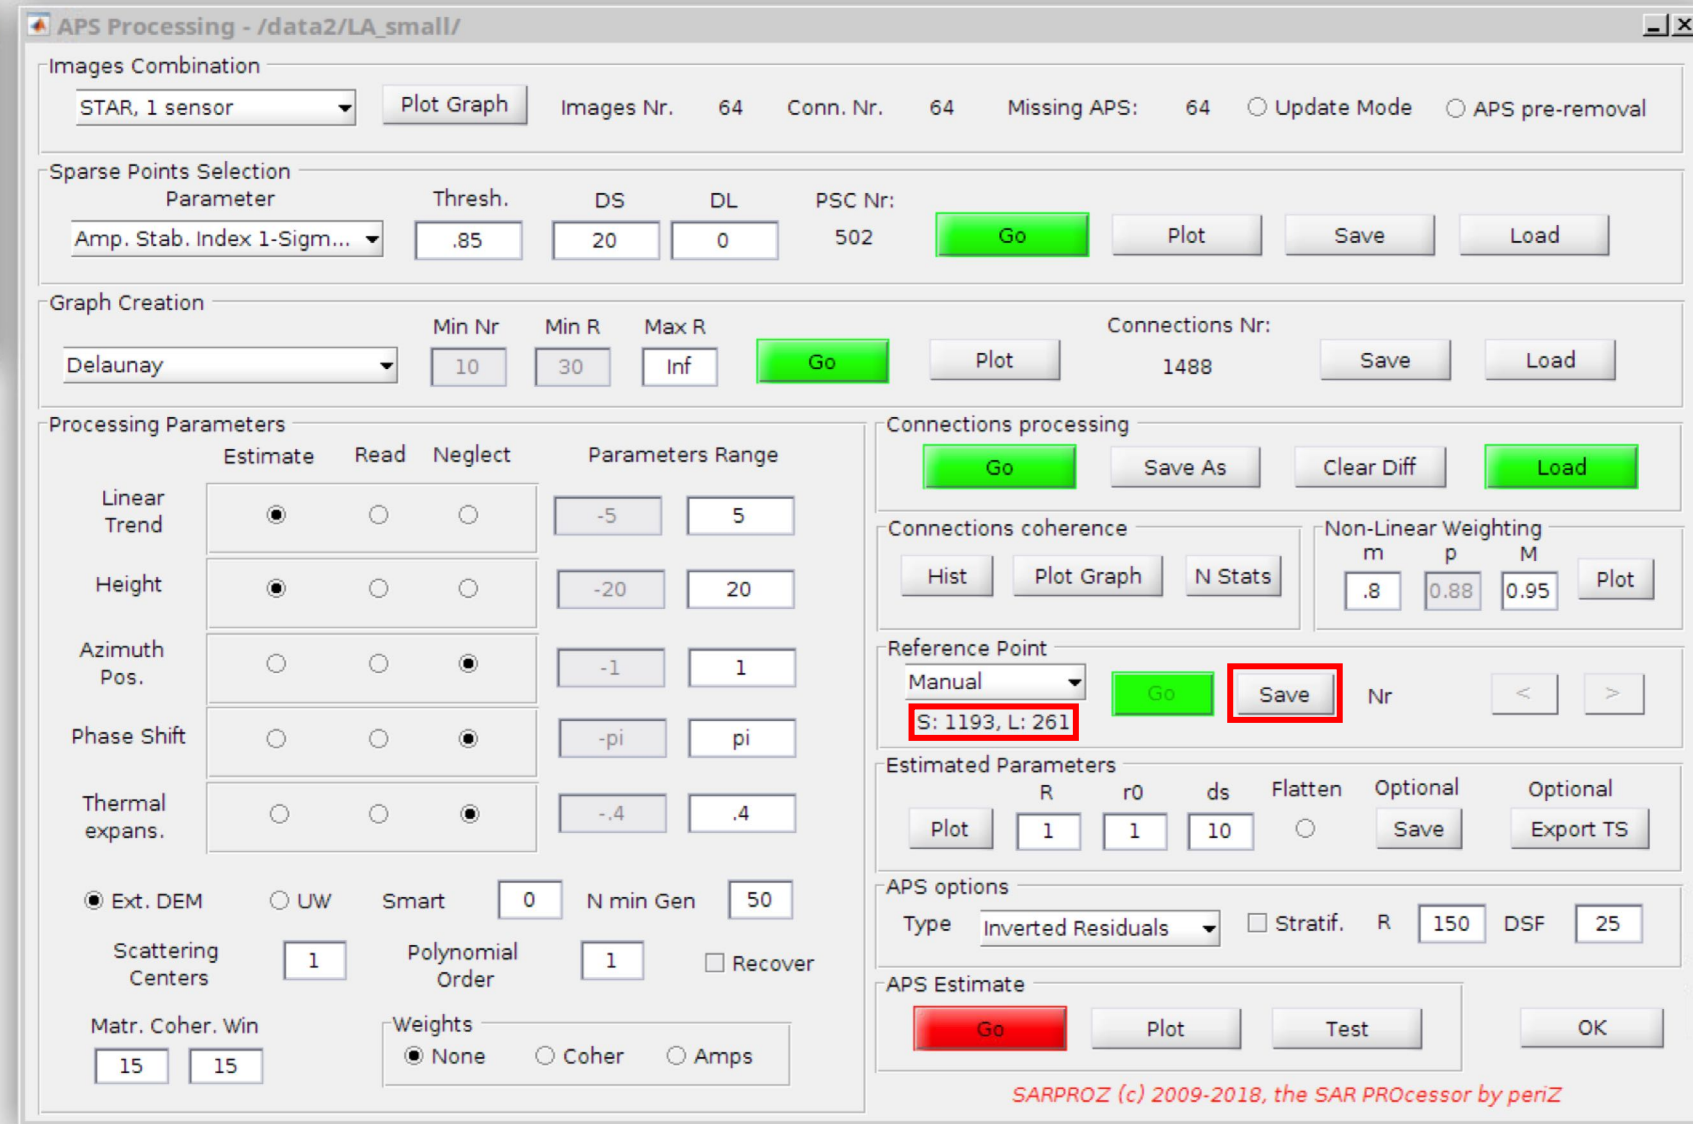 APS Processing - /data2/LA_small/
Images Combination
STAR, 1 sensor Plot Graph Images Nr. 64 Conn. Nr. 64 Missing APS: 64 Update Mode APS pre-removal
Sparse Points Selection
Parameter Thresh. DS DL PSC Nr:
Amp. Stab. Index 1-Sigm... .85 20 0 502 Go Plot Save Load
Graph Creation
Min Nr Min R Max R Connections Nr:
Delaunay 10 30 Inf Go Plot 1488 Save Load
Processing Parameters
Estimate Read Neglect Parameters Range
Linear
Trend -5 5
Height -20 20
Azimuth
Pos. -1 1
Phase Shift -pi pi
Thermal
expans. -.4 .4
Ext. DEM UW Smart 0 N min Gen 50
Scattering
Centers 1 Polynomial
Order 1 Recover
Matr. Coher. Win
15 15
Weights
None Coher Amps
Connections processing
Go Save As Clear Diff Load
Connections coherence
Hist Plot Graph N Stats
Non-Linear Weighting
m p M
.8 0.88 0.95 Plot
Reference Point
Manual Go Save Nr < >
S: 1193, L: 261
Estimated Parameters
R r0 ds Flatten Optional Optional
Plot 1 1 10 Save Export TS
APS options
Type Inverted Residuals Stratif. R 150 DSF 25
APS Estimate
Go Plot Test OK
SARPROZ (c) 2009-2018, the SAR PROcessor by periZ